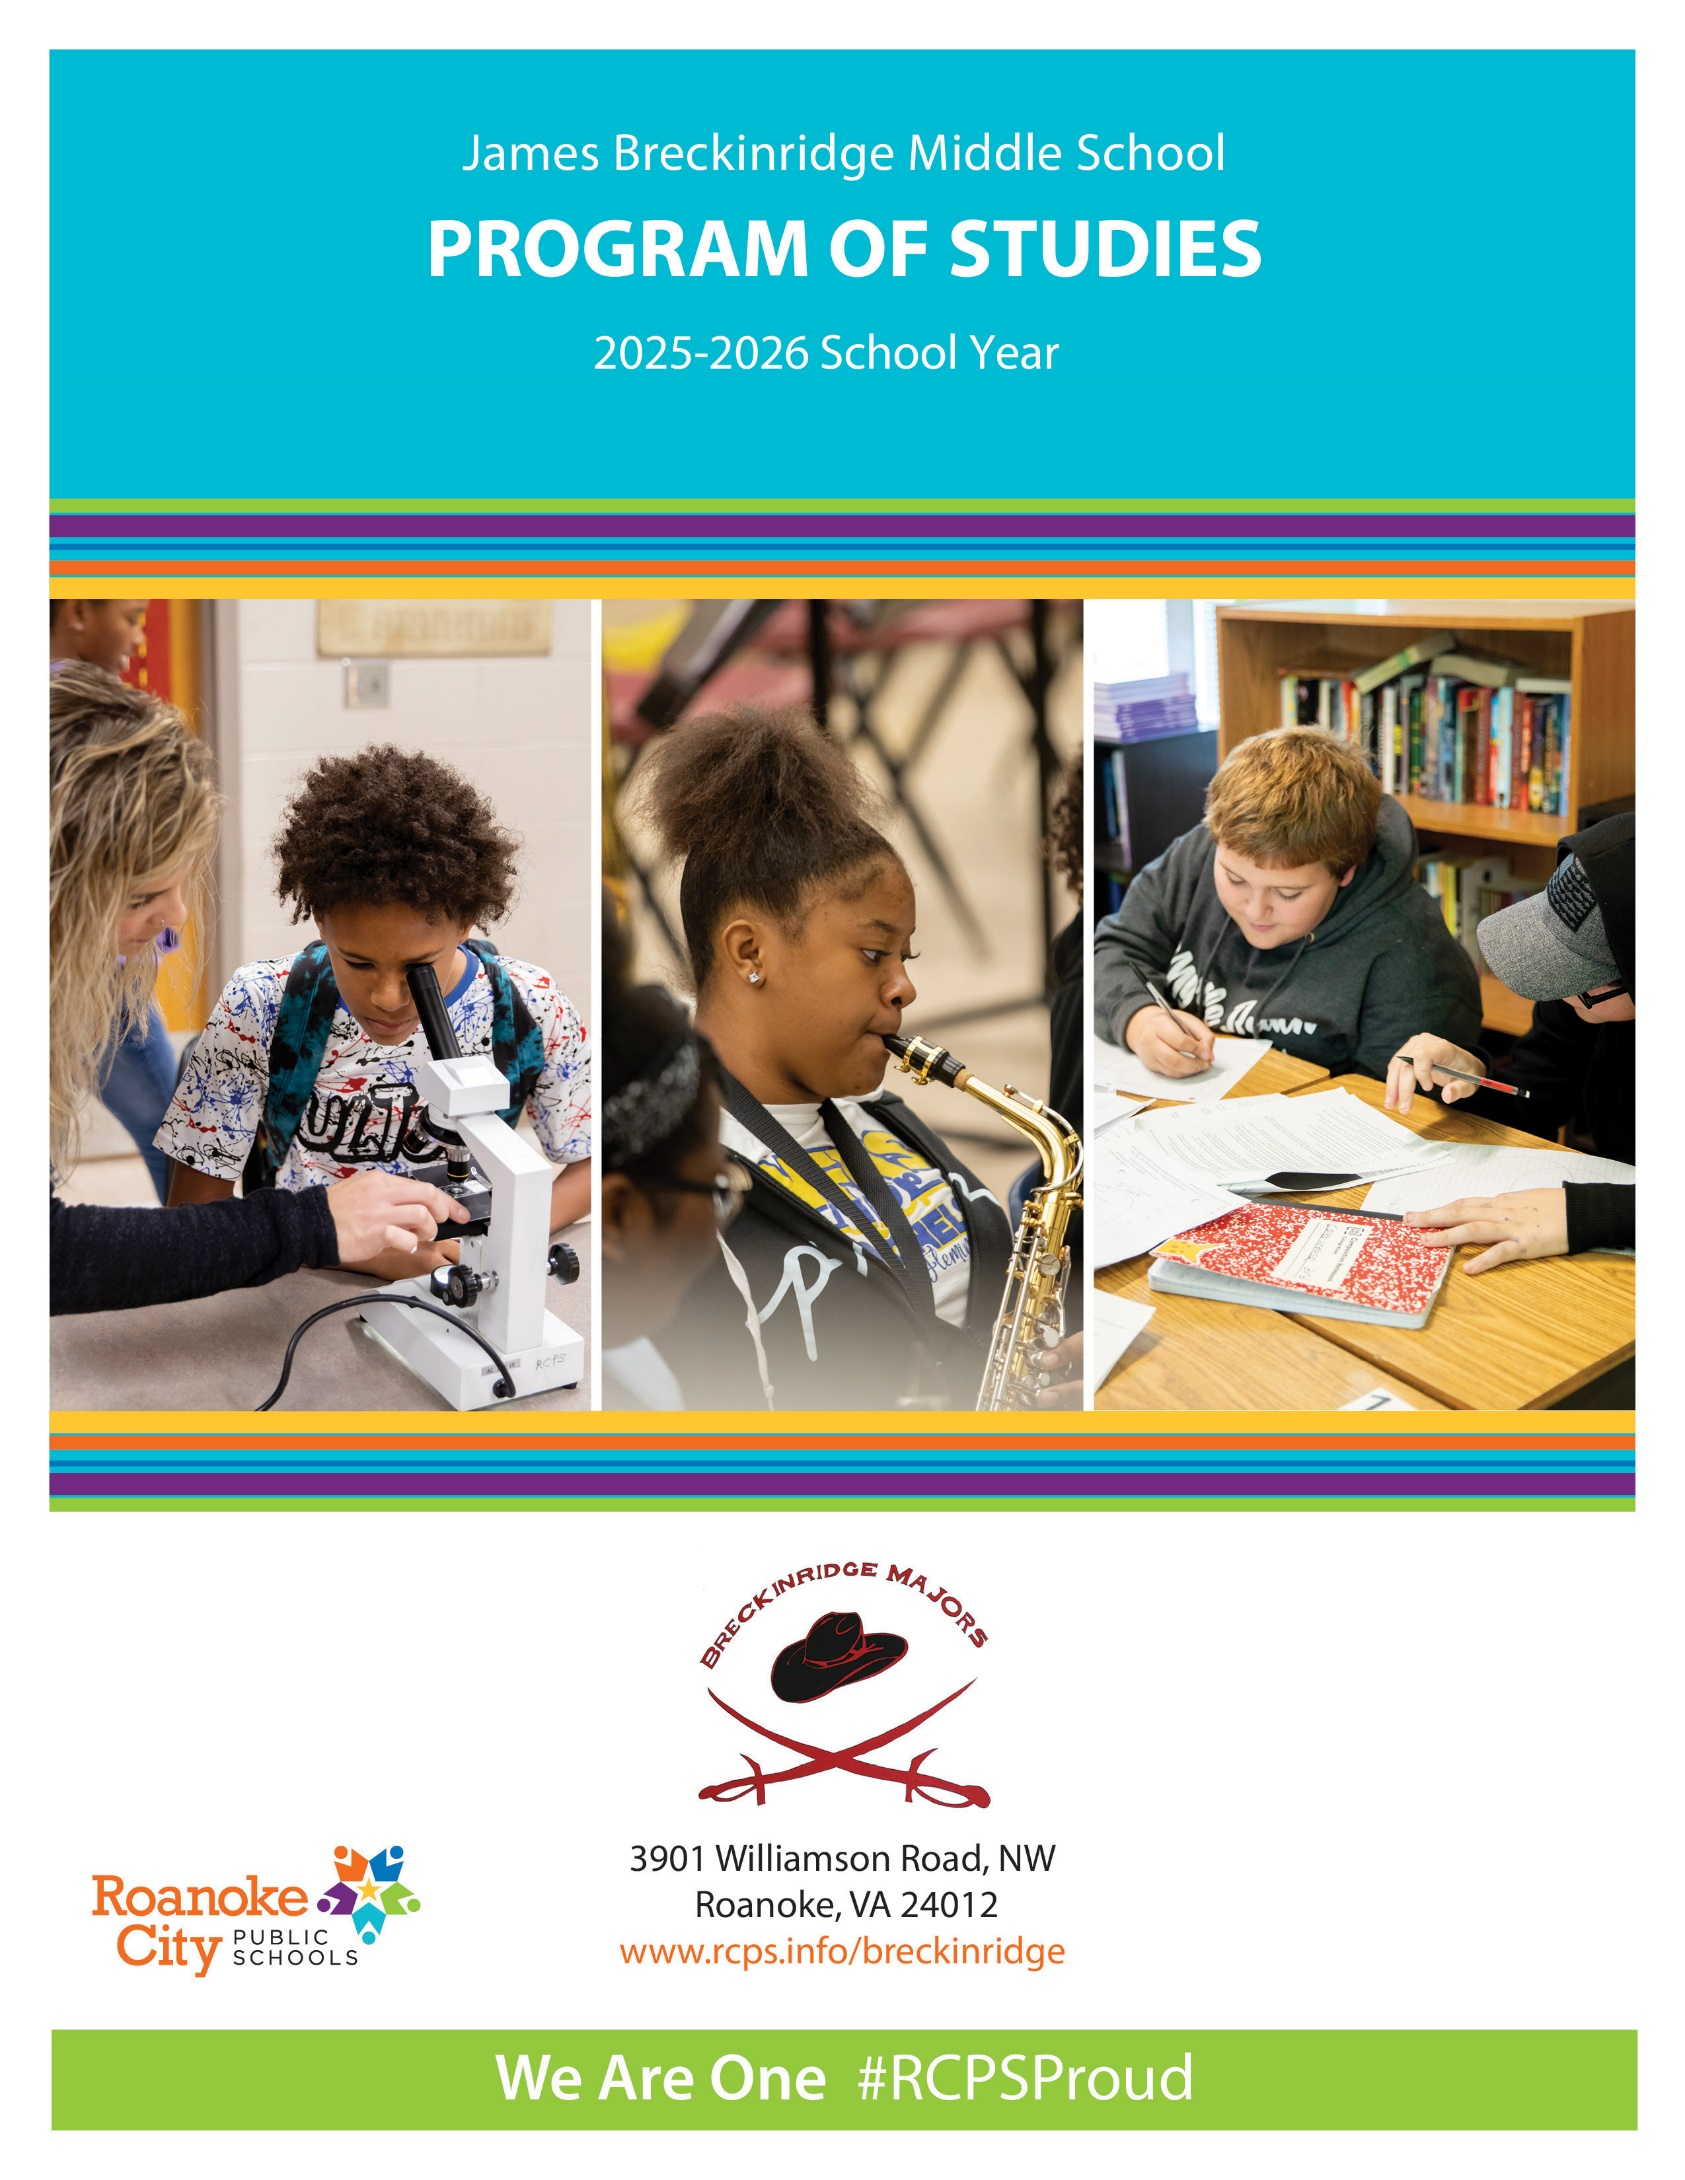 James Breckinridge Middle School
PROGRAM OF STUDIES
2025-2026 School Year
RCPS
BRECKINRIDGE MAJORS
3901 Williamson Road, NW
Roanoke, VA 24012
www.rcps.info/breckinridge
Roanoke
City PUBLIC
SCHOOLS
We Are One #RCPSProud